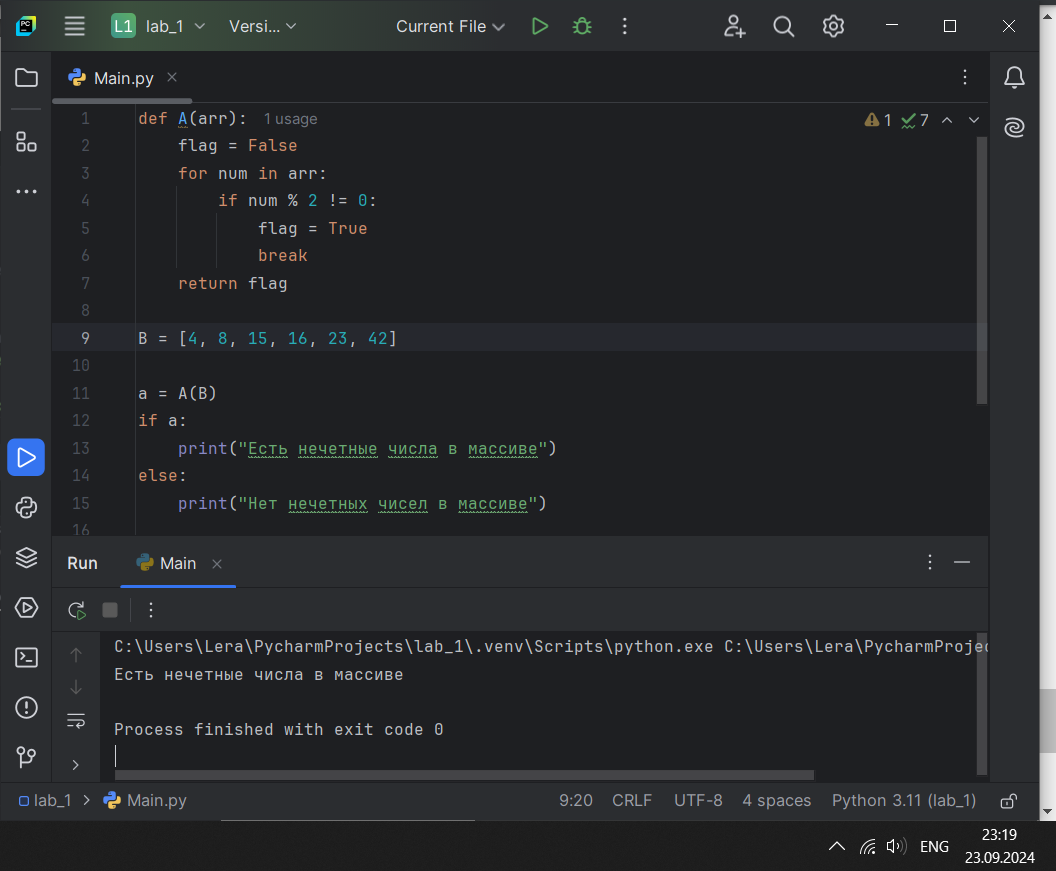 PC L1 lab_1 Versi... Current File
Main.py
1 def A(arr): 1 usage
1 7
2 flag = False
3 for num in arr:
4 if num % 2 != 0:
5 flag = True
6 break
7 return flag
8
9 B = [4, 8, 15, 16, 23, 42]
10
11 a = A(B)
12 if a:
13 print("Есть нечетные числа в массиве")
14 else:
15 print("Нет нечетных чисел в массиве")
16
Run Main
C:\Users\Lera\PycharmProjects\lab_1\.venv\Scripts\python.exe C:\Users\Lera\PycharmProjec
Есть нечетные числа в массиве
Process finished with exit code 0
lab_1 > Main.py 9:20 CRLF UTF-8 4 spaces Python 3.11 (lab_1)
ENG 23:19
23.09.2024